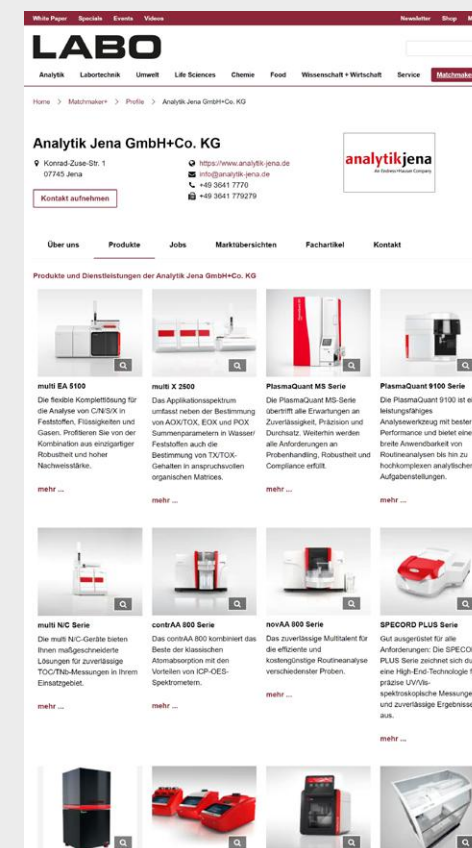 White Paper Specials Events Videos Newsletter Shop
LABO
Analytik Labortechnik Umwelt Life Sciences Chemie Food Wissenschaft + Wirtschaft Service Matchmaker
Home > Matchmaker+ > Profile > Analytik Jena GmbH+Co. KG
Analytik Jena GmbH+Co. KG
Konrad-Zuse-Str. 1
07745 Jena
https://www.analytik-jena.de
info@analytik-jena.de
+49 3641 7770
+49 3641 779279
Kontakt aufnehmen
analytikjena
An Endress+Hauser Company
Über uns Produkte Jobs Marktübersichten Fachartikel Kontakt
Produkte und Dienstleistungen der Analytik Jena GmbH+Co. KG
multi EA 5100
Die flexible Komplettlösung für
die Analyse von C/N/S/X in
Feststoffen, Flüssigkeiten und
Gasen. Profitieren Sie von der
Kombination aus einzigartiger
Robustheit und hoher
Nachweisstärke.
mehr ...
multi X 2500
Das Applikationsspektrum
umfasst neben der Bestimmung
von AOX/TOX, EOX und POX
Summenparametern in Wasser/
Feststoffen auch die
Bestimmung von TX/TOX-
Gehalten in anspruchsvollen
organischen Matrices.
mehr ...
PlasmaQuant MS Serie
Die PlasmaQuant MS-Serie
übertrifft alle Erwartungen an
Zuverlässigkeit, Präzision und
Durchsatz. Weiterhin werden
alle Anforderungen an
Probenhandling, Robustheit und
Compliance erfüllt.
mehr ...
PlasmaQuant 9100 Serie
Die PlasmaQuant 9100 ist ei
leistungsfähiges
Analysewerkzeug mit bester
Performance und bietet eine
breite Anwendbarkeit von
Routineanalysen bis hin zu
hochkomplexen analytischen
Aufgabenstellungen.
mehr ...
multi N/C Serie
Die multi N/C-Geräte bieten
Ihnen maßgeschneiderte
Lösungen für zuverlässige
TOC/TNb-Messungen in Ihrem
Einsatzgebiet.
mehr ...
contrAA 800 Serie
Das contrAA 800 kombiniert das
Beste der klassischen
Atomabsorption mit den
Vorteilen von ICP-OES-
Spektrometern.
mehr ...
novAA 800 Serie
Das zuverlässige Multitalent für
die effiziente und
kostengünstige Routineanalyse
verschiedenster Proben.
mehr ...
SPECORD PLUS Serie
Gut ausgerüstet für alle
Anforderungen: Die SPECOR
PLUS Serie zeichnet sich du
eine High-End-Technologie f
präzise UV/Vis-
spektroskopische Messunge
und zuverlässige Ergebnisse
aus.
mehr ...